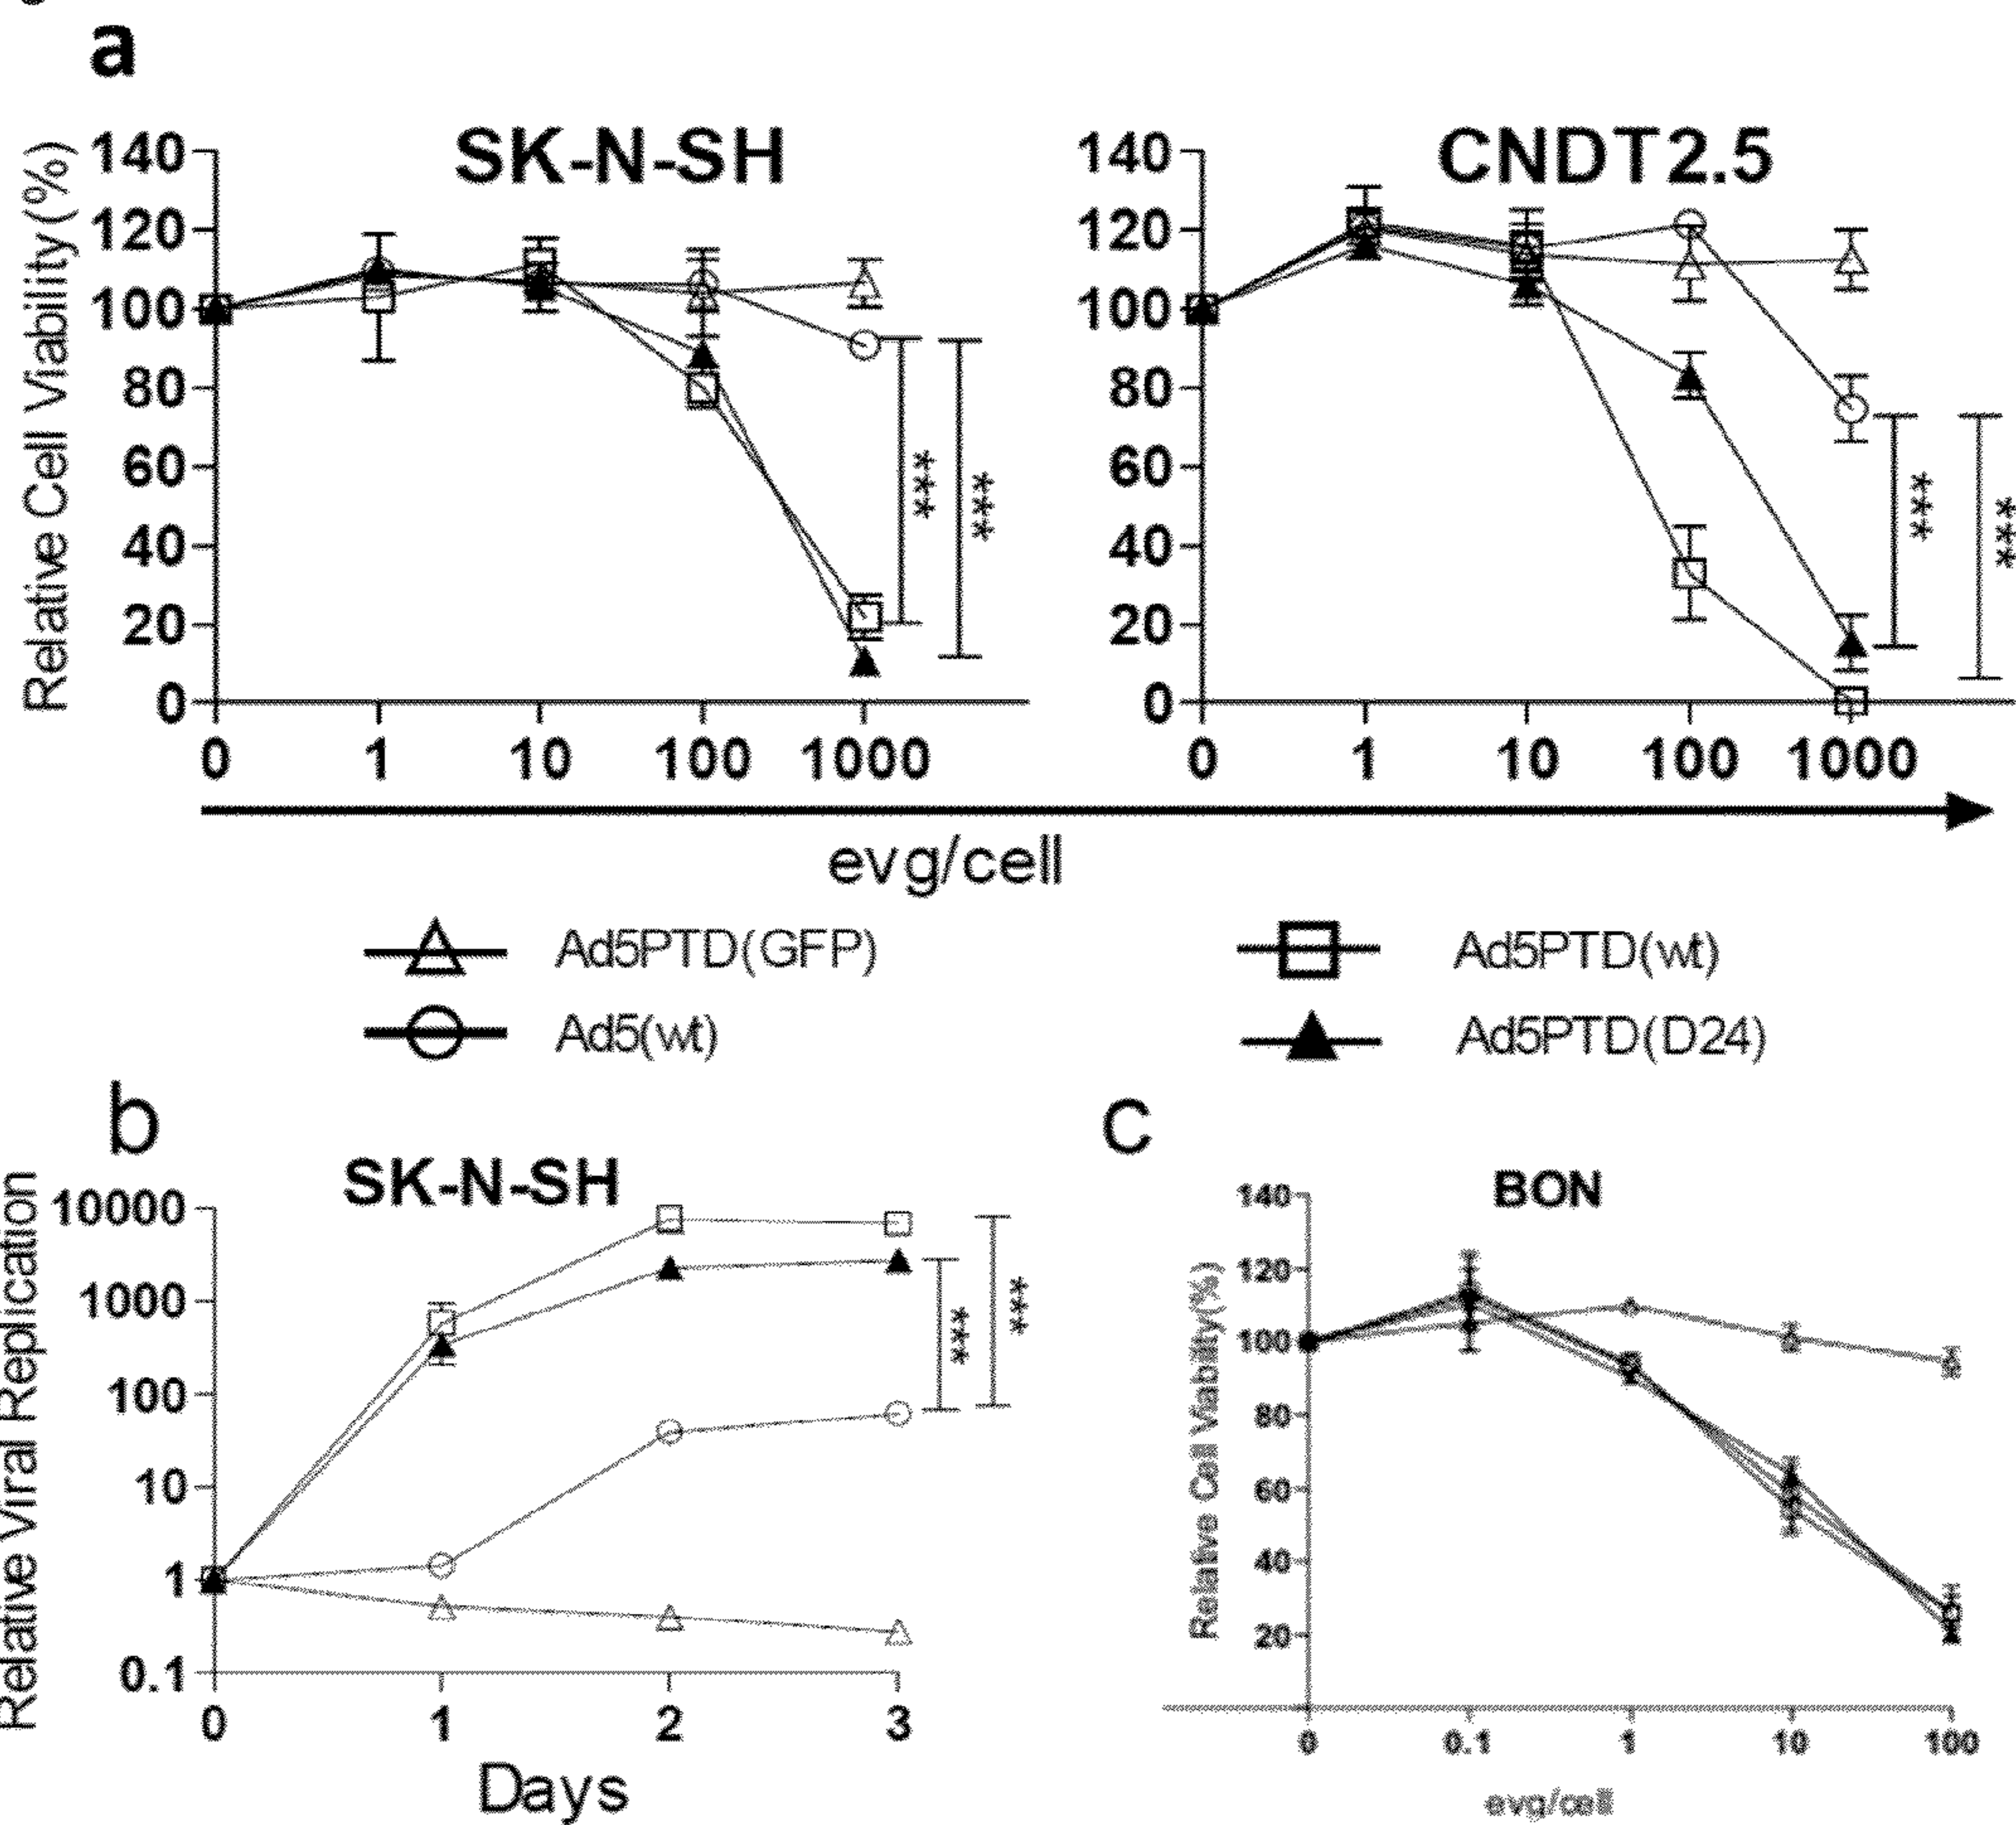 a
SK-N-SH
CNDT2.5
Relative Cell Viability(%)
140
120
100
80
60
40
20
0
0 1 10 100 1000
***
***
140
120
100
80
60
40
20
0
0 1 10 100 1000
***
***
evg/cell
Ad5PTD(GFP)
Ad5PTD(wt)
Ad5(wt)
Ad5PTD(D24)
b
SK-N-SH
Relative Viral Replication
10000
1000
100
10
1
0.1
0 1 2 3
Days
***
***
c
BON
Relative Cell Viability(%)
140
120
100
80
60
40
20
0 0.1 1 10 100
evg/cell